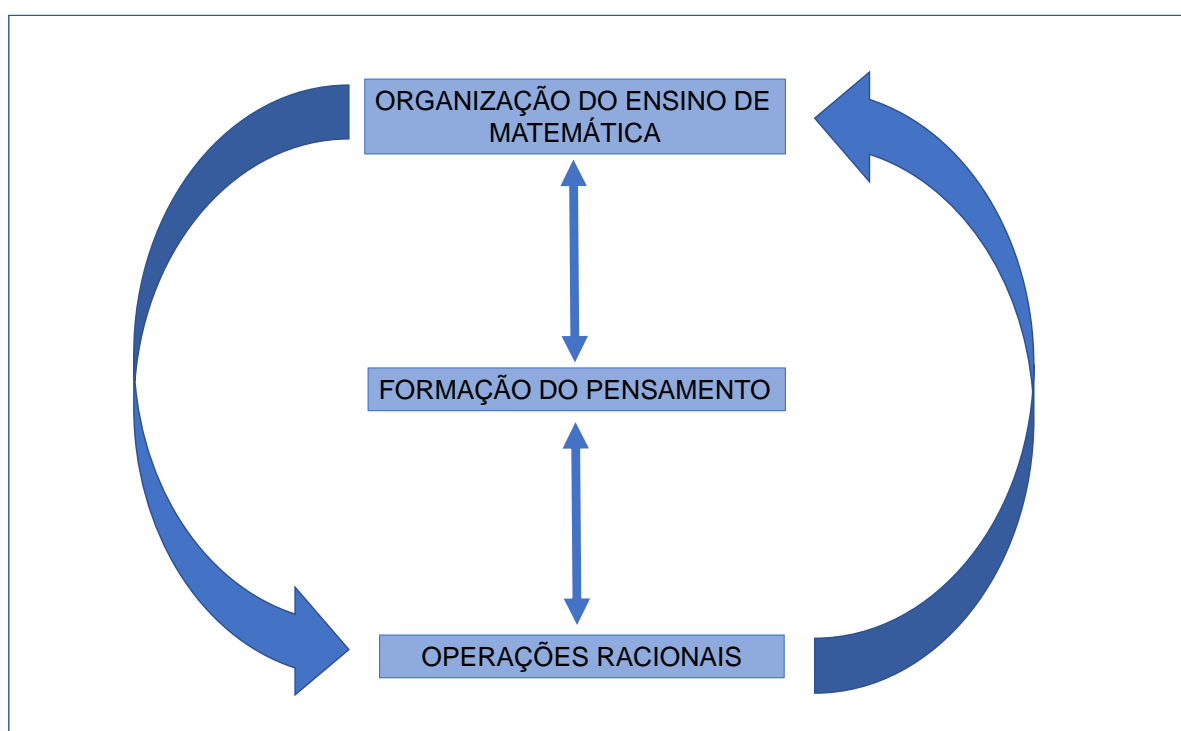 ORGANIZAÇÃO DO ENSINO DE
MATEMÁTICA
FORMAÇÃO DO PENSAMENTO
OPERAÇÕES RACIONAIS